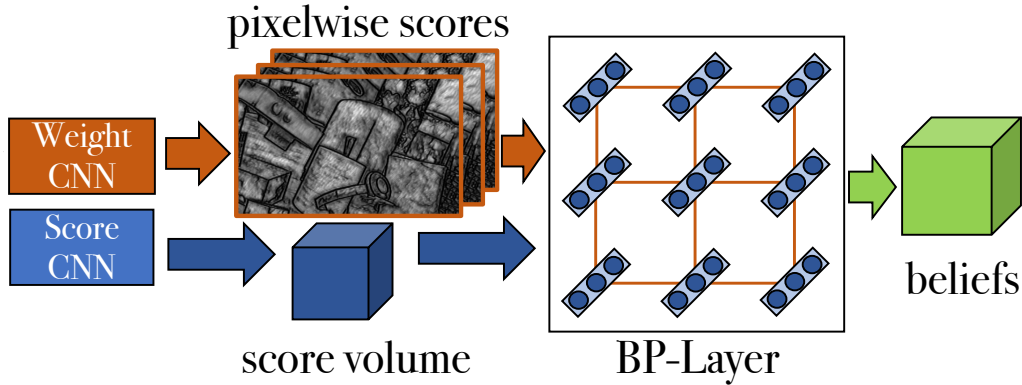 pixelwise scores
Weight
CNN
Score
CNN
score volume
BP-Layer
beliefs